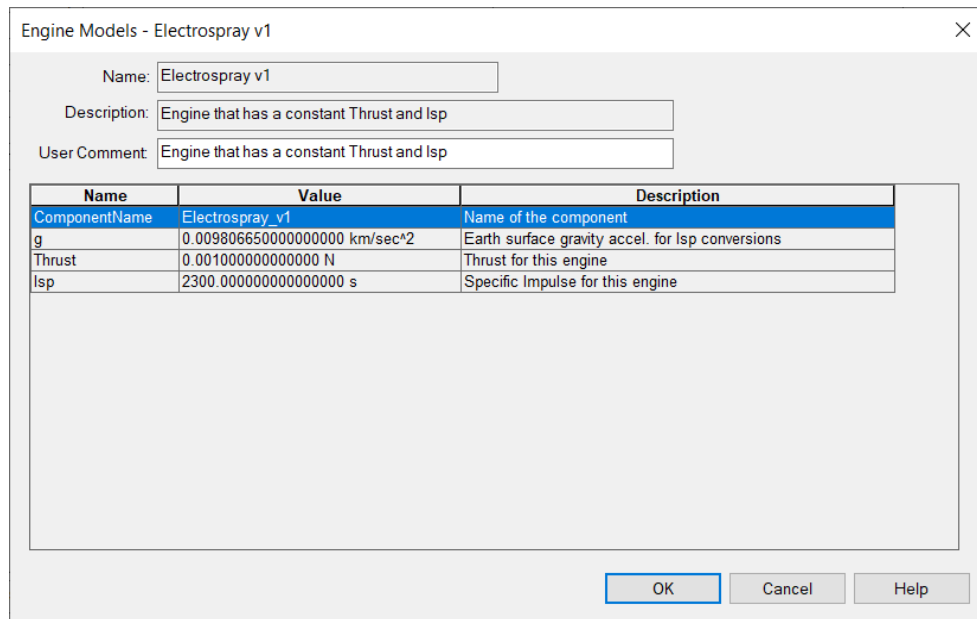 Engine Models - Electrospray v1
Name: Electrospray v1
Description: Engine that has a constant Thrust and Isp
User Comment: Engine that has a constant Thrust and Isp
Name Value Description
ComponentName Electrospray_v1 Name of the component
g 0.009806650000000000 km/sec^2 Earth surface gravity accel. for Isp conversions
Thrust 0.001000000000000 N Thrust for this engine
Isp 2300.000000000000000 s Specific Impulse for this engine
OK Cancel Help